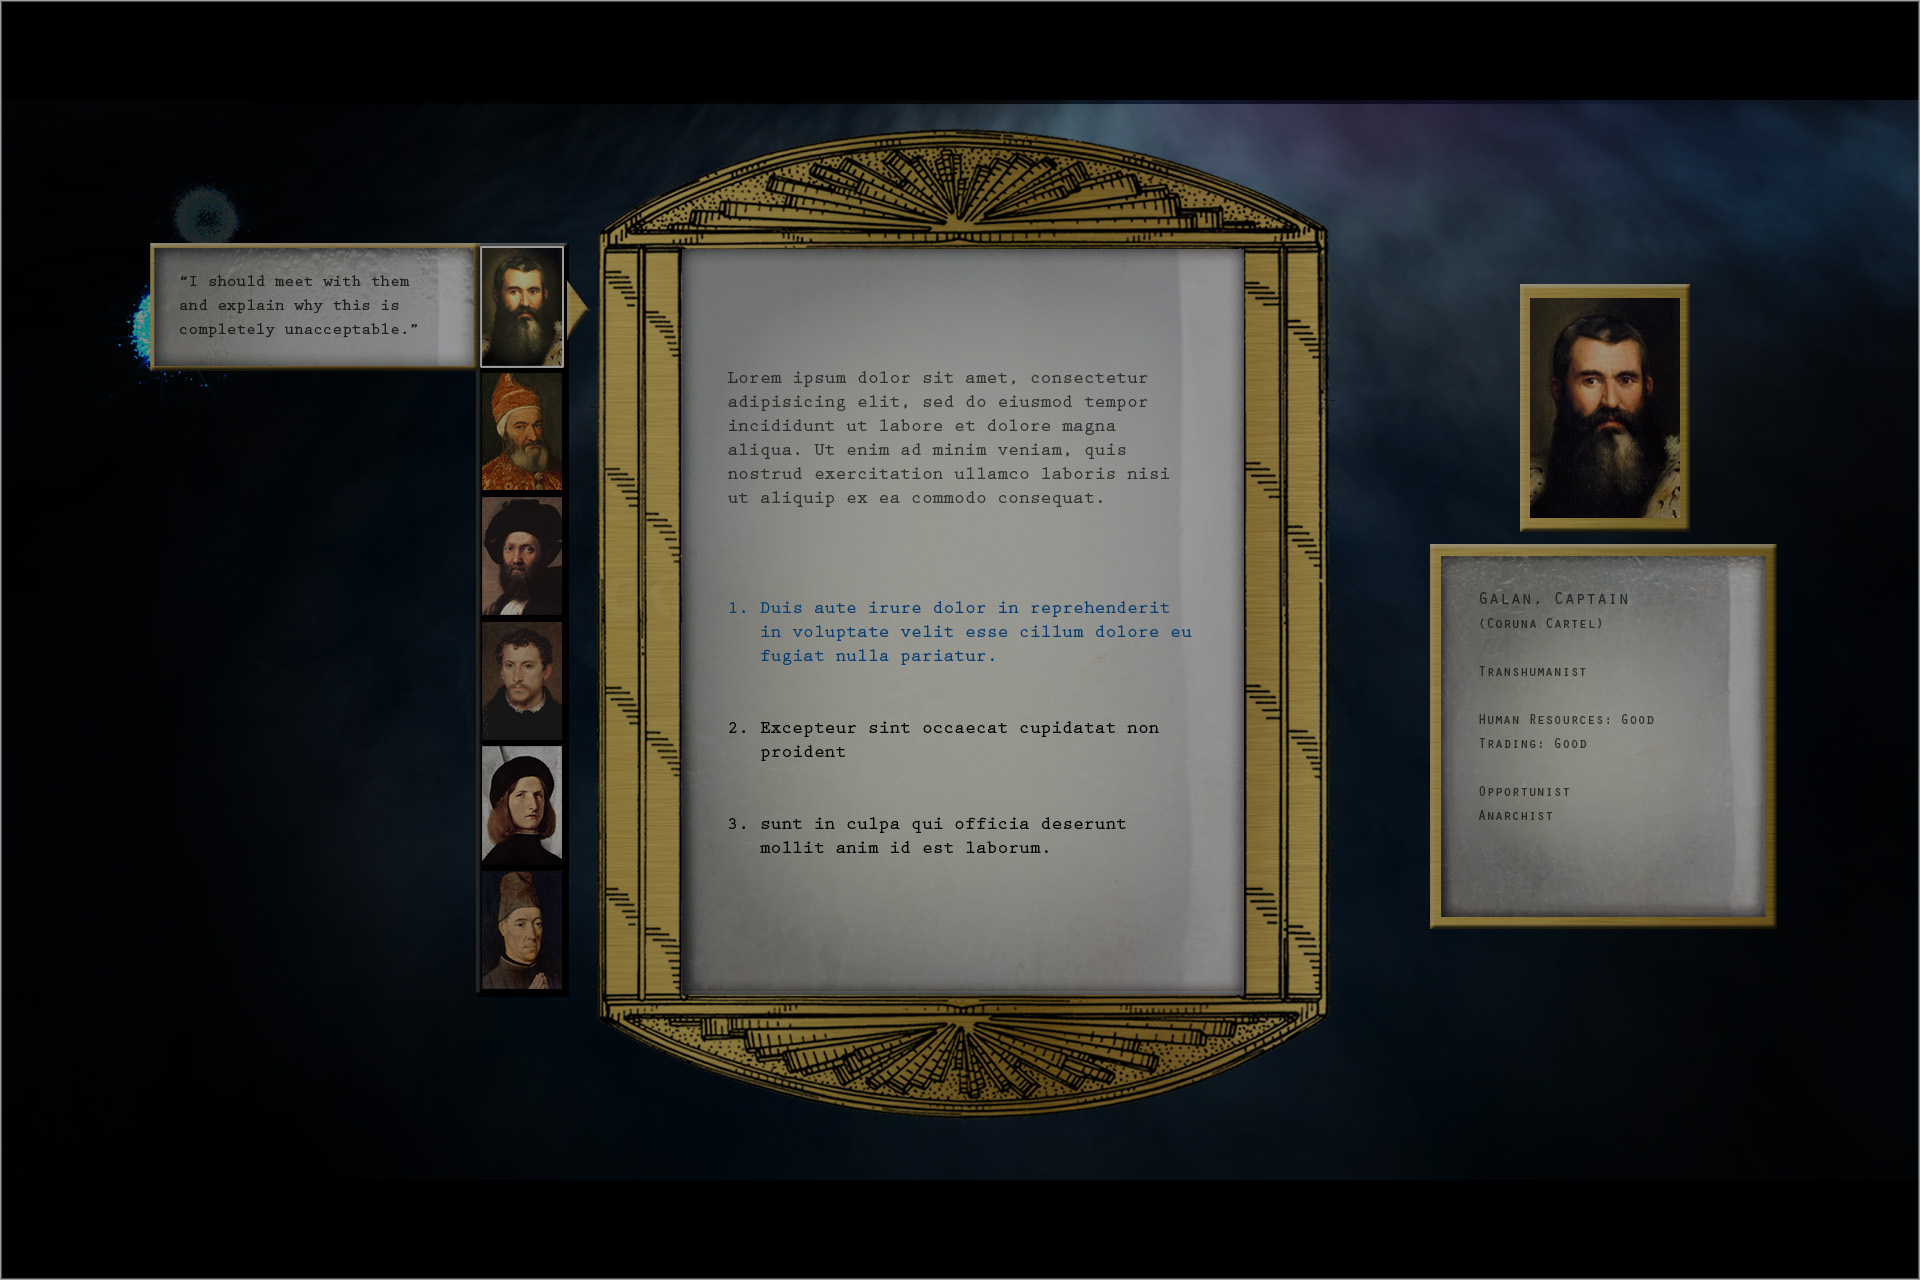 “I should meet with them
and explain why this is
completely unacceptable.”
Lorem ipsum dolor sit amet, consectetur
adipisicing elit, sed do eiusmod tempor
incididunt ut labore et dolore magna
aliqua. Ut enim ad minim veniam, quis
nostrud exercitation ullamco laboris nisi
ut aliquip ex ea commodo consequat.
1. Duis aute irure dolor in reprehenderit
in voluptate velit esse cillum dolore eu
fugiat nulla pariatur.
2. Excepteur sint occaecat cupidatat non
proident
3. sunt in culpa qui officia deserunt
mollit anim id est laborum.
Galan, Captain
(Coruna Cartel)
Transhumanist
Human Resources: Good
Trading: Good
Opportunist
Anarchist